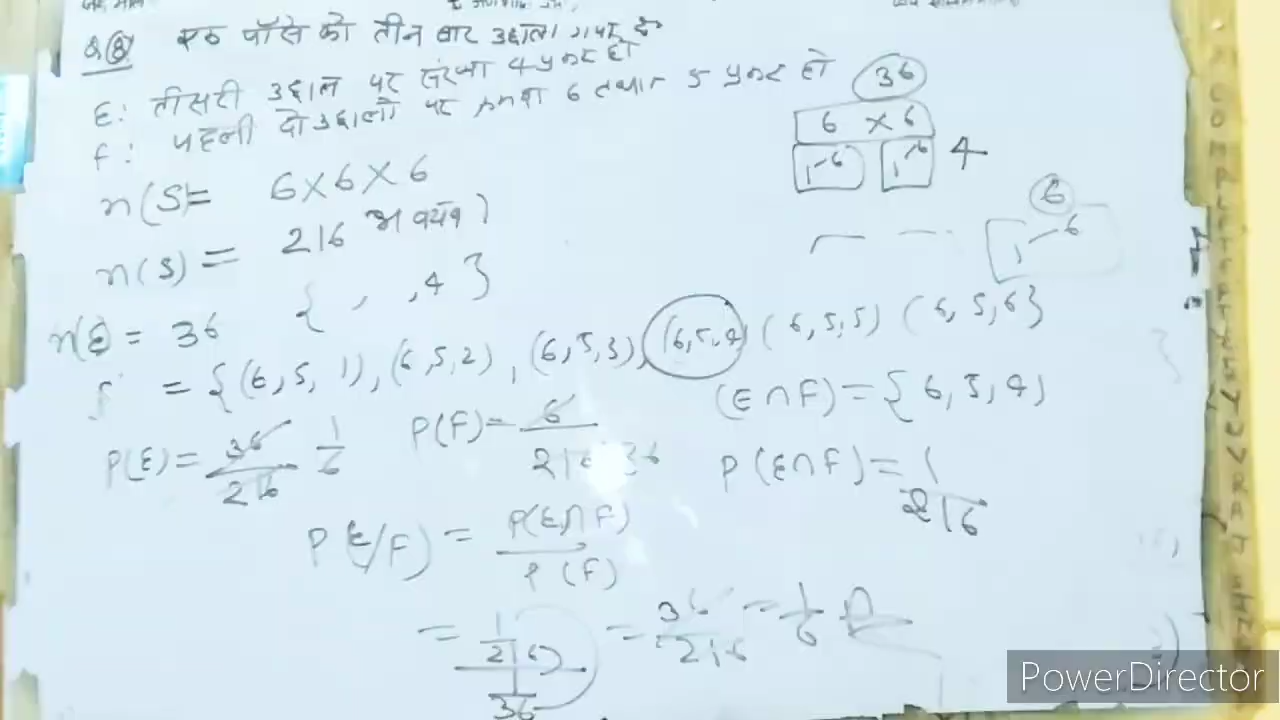 Q 8 एक पाँसे को तीन बार उछाला गया है
E: तीसरी उछाल पर संख्या 4 प्रकट हो
F: पहली दो उछालों पर क्रमश 6 तथा 5 प्रकट हो
36
6 × 6
1-6 1-6 4
n(S)= 6×6×6
n(s) = 216 अवयव
6
1-6
{ , ,4 }
n(E) = 36
F = {(6,5,1),(6,5,2),(6,5,3),(6,5,4)(6,5,5)(6,5,6}
(E∩F)={6,5,4)
P(E)=36/216 1/6
P(F)=6/216 36
P(E∩F)=1/216
P E/F) = P(E∩F)/P(F)
= 1/216 / 1/36 = 36/216 = 1/6
PowerDirector